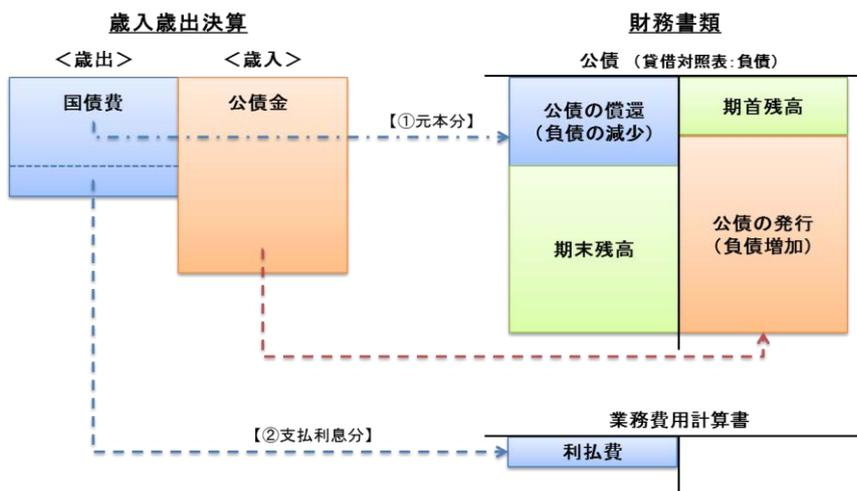 歳入歳出決算
財務書類
<歳出>
<歳入>
公債 (貸借対照表:負債)
国債費
公債金
【①元本分】
公債の償還
(負債の減少)
期首残高
期末残高
公債の発行
(負債増加)
業務費用計算書
【②支払利息分】
利払費